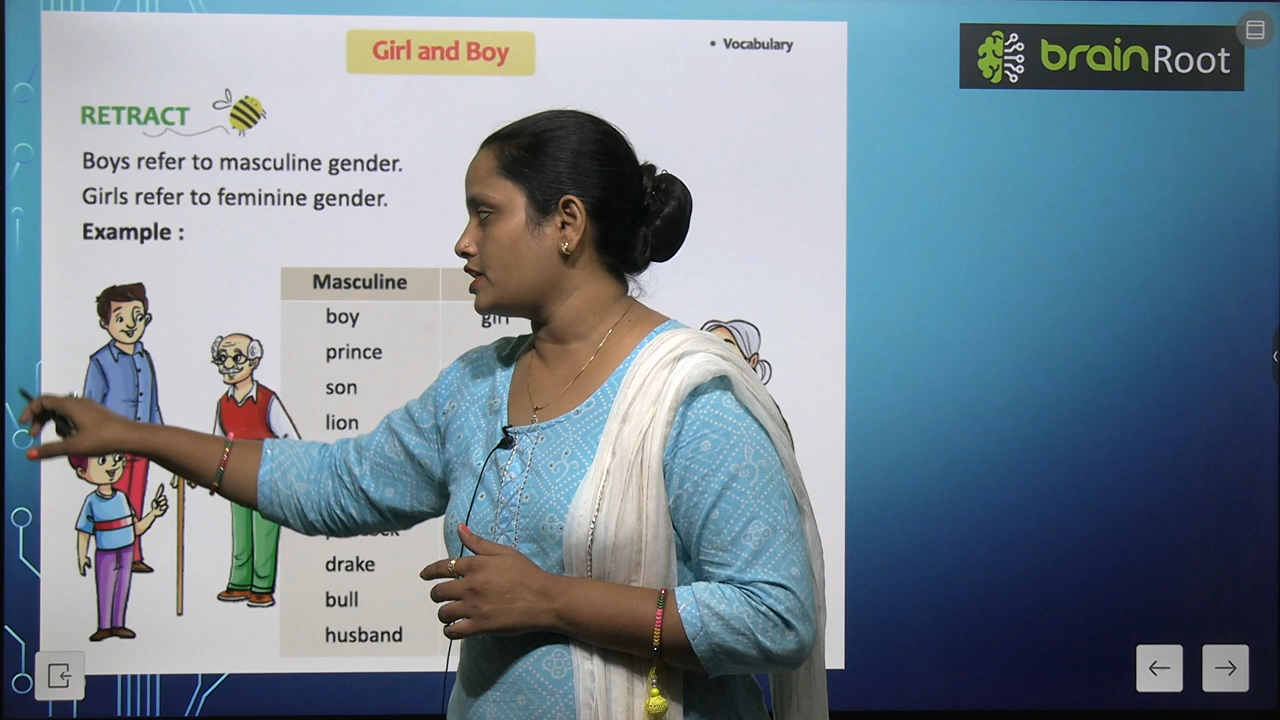 Girl and Boy
• Vocabulary
brainRoot
RETRACT
Boys refer to masculine gender.
Girls refer to feminine gender.
Example :
Masculine
boy
girl
prince
son
lion
drake
bull
husband